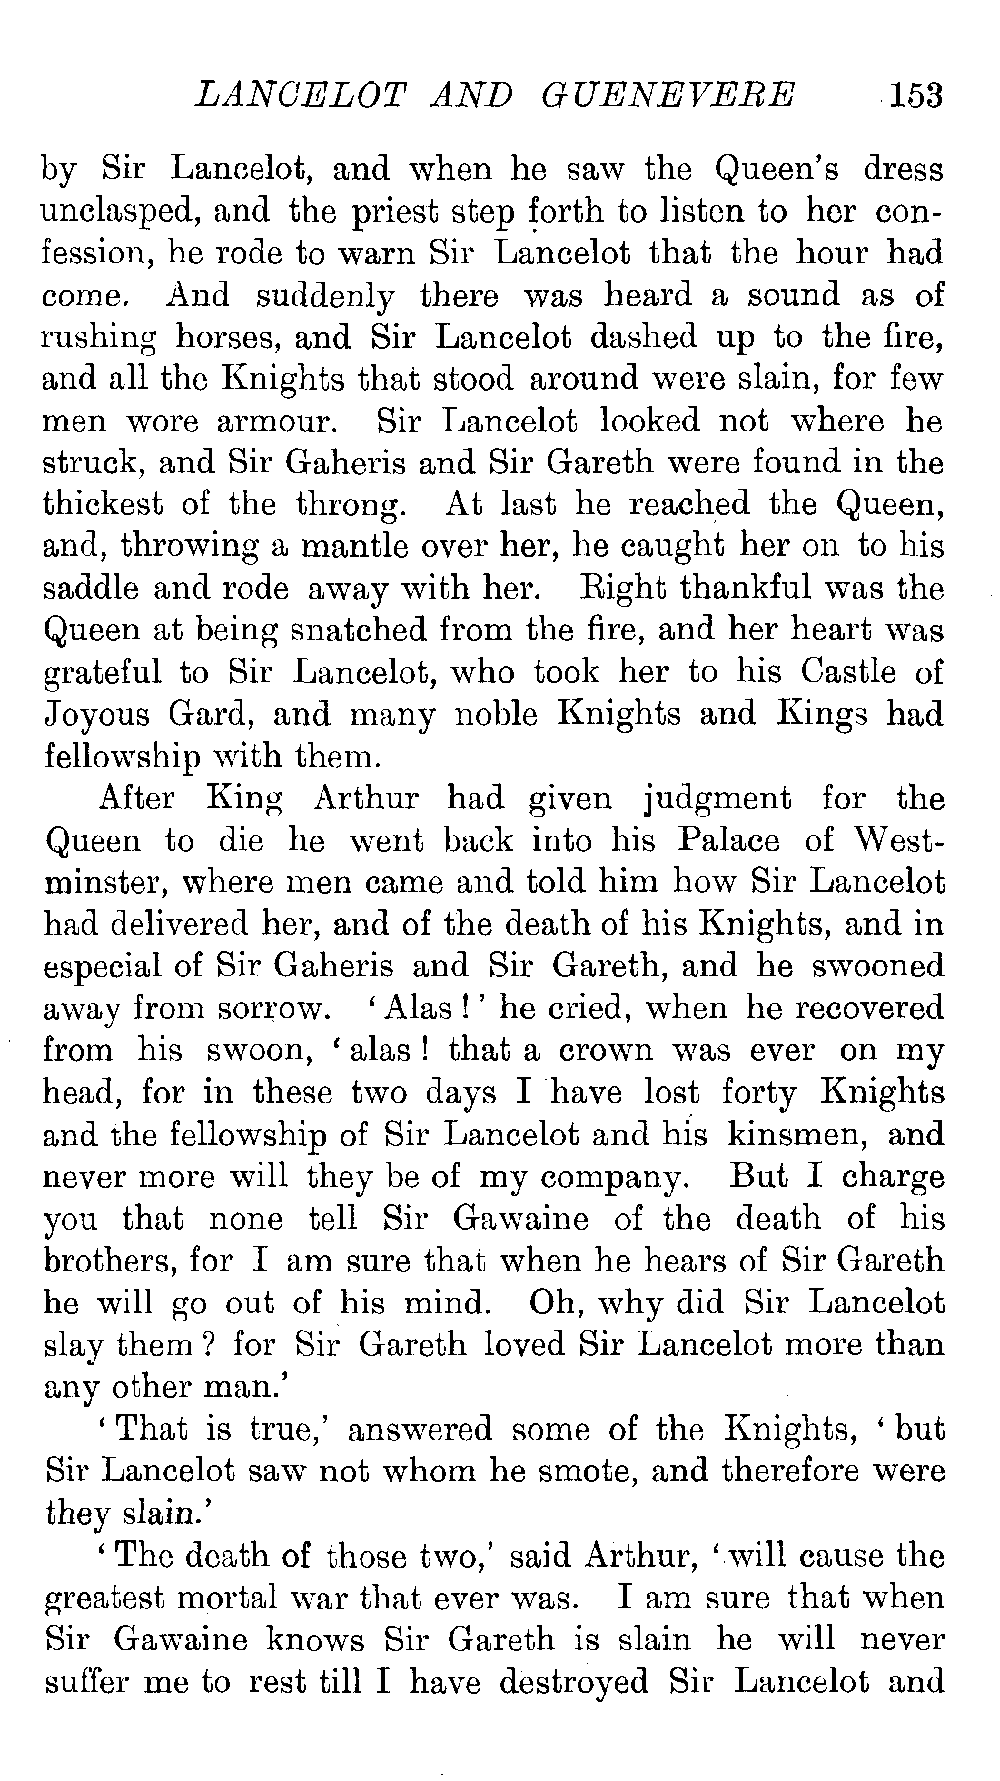 LANCELOT AND GUENEVERE 153
by Sir Lancelot, and when he saw the Queen's dress
unclasped, and the priest step forth to listen to her con-
fession, he rode to warn Sir Lancelot that the hour had
come. And suddenly there was heard a sound as of
rushing horses, and Sir Lancelot dashed up to the fire,
and all the Knights that stood around were slain, for few
men wore armour. Sir Lancelot looked not where he
struck, and Sir Gaheris and Sir Gareth were found in the
thickest of the throng. At last he reached the Queen,
and, throwing a mantle over her, he caught her on to his
saddle and rode away with her. Right thankful was the
Queen at being snatched from the fire, and her heart was
grateful to Sir Lancelot, who took her to his Castle of
Joyous Gard, and many noble Knights and Kings had
fellowship with them.
After King Arthur had given judgment for the
Queen to die he went back into his Palace of West-
minster, where men came and told him how Sir Lancelot
had delivered her, and of the death of his Knights, and in
especial of Sir Gaheris and Sir Gareth, and he swooned
away from sorrow. 'Alas!' he cried, when he recovered
from his swoon, 'alas! that a crown was ever on my
head, for in these two days I have lost forty Knights
and the fellowship of Sir Lancelot and his kinsmen, and
never more will they be of my company. But I charge
you that none tell Sir Gawaine of the death of his
brothers, for I am sure that when he hears of Sir Gareth
he will go out of his mind. Oh, why did Sir Lancelot
slay them? for Sir Gareth loved Sir Lancelot more than
any other man.'
'That is true,' answered some of the Knights, 'but
Sir Lancelot saw not whom he smote, and therefore were
they slain.'
'The death of those two,' said Arthur, 'will cause the
greatest mortal war that ever was. I am sure that when
Sir Gawaine knows Sir Gareth is slain he will never
suffer me to rest till I have destroyed Sir Lancelot and